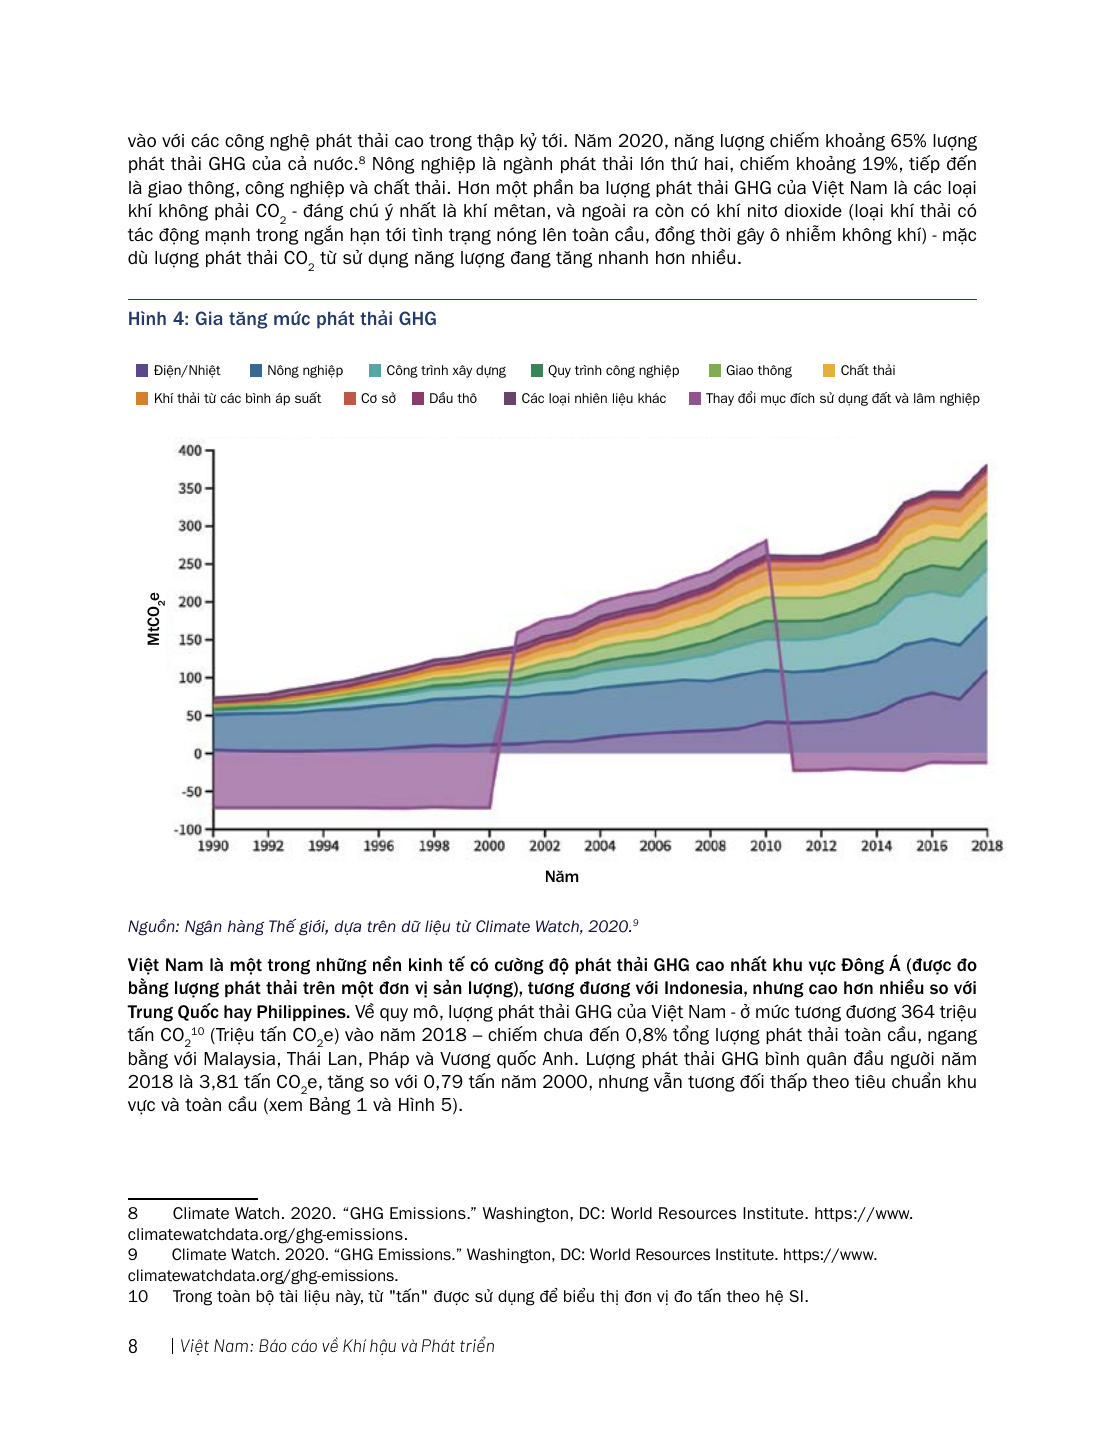 vào với các công nghệ phát thải cao trong thập kỷ tới. Năm 2020, năng lượng chiếm khoảng 65% lượng
phát thải GHG của cả nước.⁸ Nông nghiệp là ngành phát thải lớn thứ hai, chiếm khoảng 19%, tiếp đến
là giao thông, công nghiệp và chất thải. Hơn một phần ba lượng phát thải GHG của Việt Nam là các loại
khí không phải CO₂ - đáng chú ý nhất là khí mêtan, và ngoài ra còn có khí nitơ dioxide (loại khí thải có
tác động mạnh trong ngắn hạn tới tình trạng nóng lên toàn cầu, đồng thời gây ô nhiễm không khí) - mặc
dù lượng phát thải CO₂ từ sử dụng năng lượng đang tăng nhanh hơn nhiều.
Hình 4: Gia tăng mức phát thải GHG
Điện/Nhiệt Nông nghiệp Công trình xây dựng Quy trình công nghiệp Giao thông Chất thải
Khí thải từ các bình áp suất Cơ sở Dầu thô Các loại nhiên liệu khác Thay đổi mục đích sử dụng đất và lâm nghiệp
400
350
300
250
200
150
100
50
0
-50
-100
MtCO₂e
1990 1992 1994 1996 1998 2000 2002 2004 2006 2008 2010 2012 2014 2016 2018
Năm
Nguồn: Ngân hàng Thế giới, dựa trên dữ liệu từ Climate Watch, 2020.⁹
Việt Nam là một trong những nền kinh tế có cường độ phát thải GHG cao nhất khu vực Đông Á (được đo
bằng lượng phát thải trên một đơn vị sản lượng), tương đương với Indonesia, nhưng cao hơn nhiều so với
Trung Quốc hay Philippines. Về quy mô, lượng phát thải GHG của Việt Nam - ở mức tương đương 364 triệu
tấn CO₂¹⁰ (Triệu tấn CO₂e) vào năm 2018 – chiếm chưa đến 0,8% tổng lượng phát thải toàn cầu, ngang
bằng với Malaysia, Thái Lan, Pháp và Vương quốc Anh. Lượng phát thải GHG bình quân đầu người năm
2018 là 3,81 tấn CO₂e, tăng so với 0,79 tấn năm 2000, nhưng vẫn tương đối thấp theo tiêu chuẩn khu
vực và toàn cầu (xem Bảng 1 và Hình 5).
8 Climate Watch. 2020. “GHG Emissions.” Washington, DC: World Resources Institute. https://www.
climatewatchdata.org/ghg-emissions.
9 Climate Watch. 2020. “GHG Emissions.” Washington, DC: World Resources Institute. https://www.
climatewatchdata.org/ghg-emissions.
10 Trong toàn bộ tài liệu này, từ "tấn" được sử dụng để biểu thị đơn vị đo tấn theo hệ SI.
8 | Việt Nam: Báo cáo về Khí hậu và Phát triển